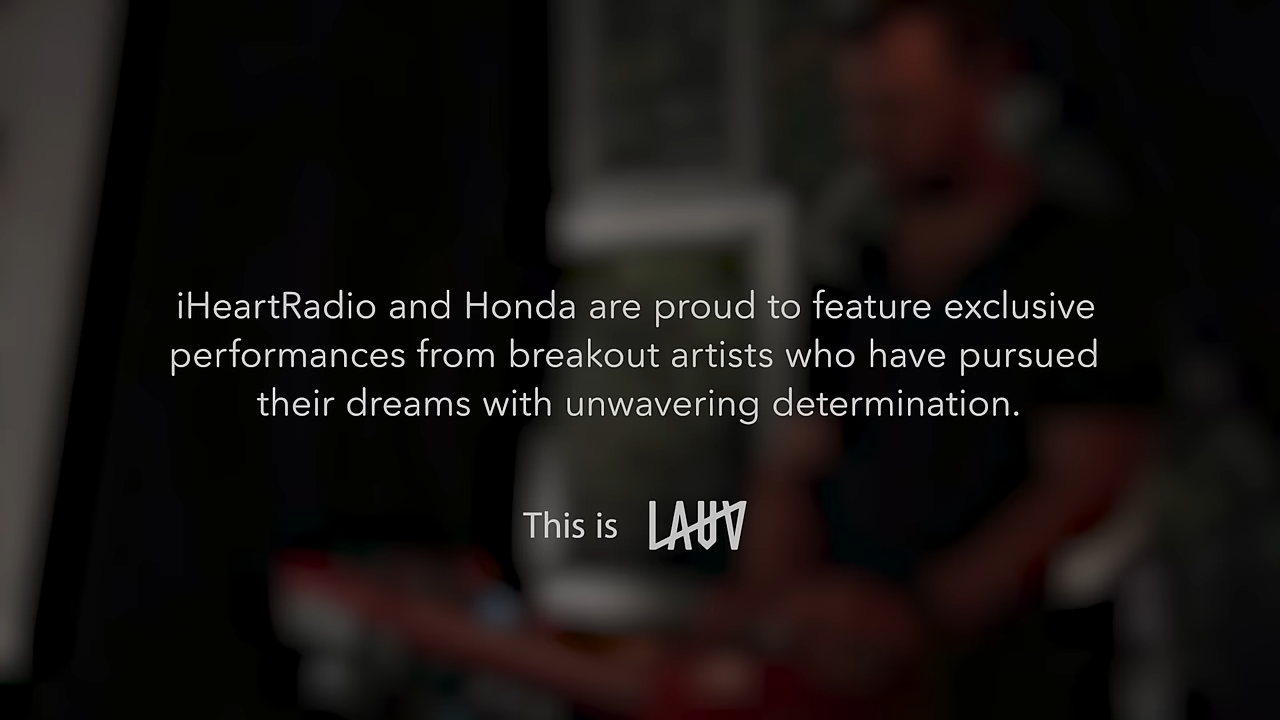 iHeartRadio and Honda are proud to feature exclusive
performances from breakout artists who have pursued
their dreams with unwavering determination.
This is LAUV